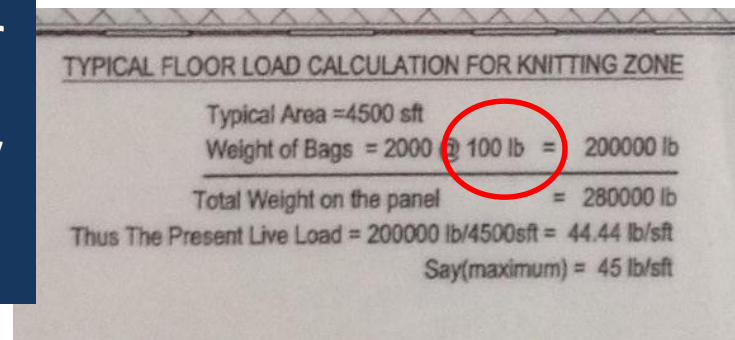 TYPICAL FLOOR LOAD CALCULATION FOR KNITTING ZONE
Typical Area =4500 sft
Weight of Bags = 2000 @ 100 lb = 200000 lb
Total Weight on the panel = 280000 lb
Thus The Present Live Load = 200000 lb/4500sft = 44.44 lb/sft
Say(maximum) = 45 lb/sft